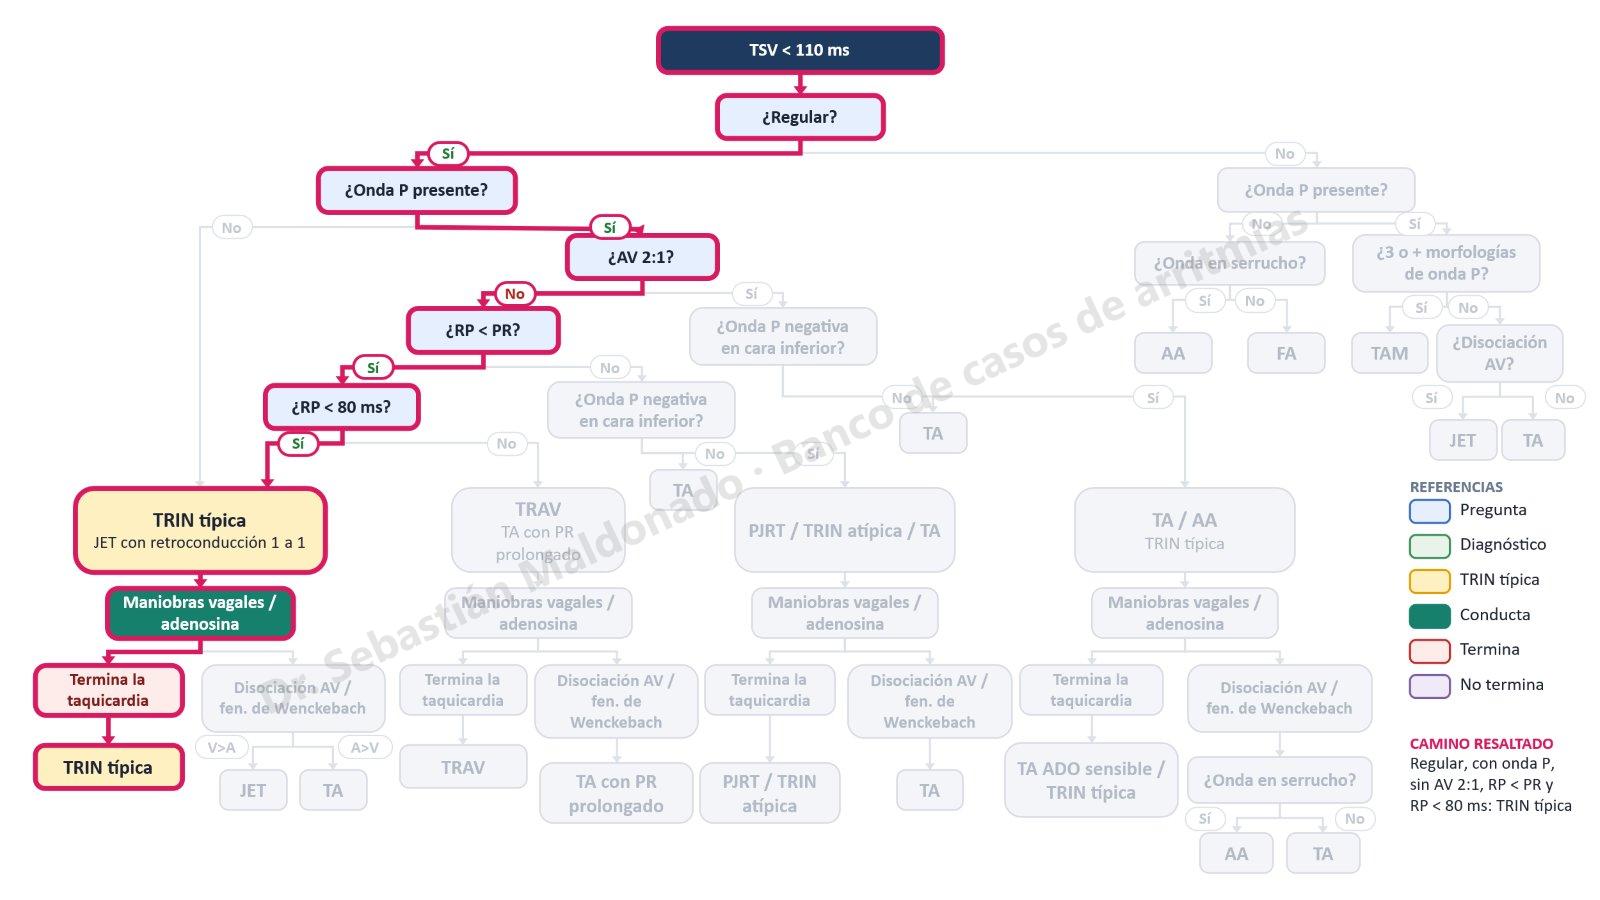 TSV < 110 ms
¿Regular?
Sí
No
¿Onda P presente?
¿Onda P presente?
No
Sí
No
Sí
¿AV 2:1?
¿Onda en serrucho?
¿3 o + morfologías
de onda P?
No
Sí
Sí
No
Sí
No
¿RP < PR?
¿Onda P negativa
en cara inferior?
AA
FA
TAM
¿Disociación
AV?
Sí
No
No
Sí
Sí
No
¿RP < 80 ms?
¿Onda P negativa
en cara inferior?
TA
JET
TA
Sí
No
No
Sí
TA
TRIN típica
JET con retroconducción 1 a 1
TRAV
TA con PR
prolongado
PJRT / TRIN atípica / TA
TA / AA
TRIN típica
Maniobras vagales /
adenosina
Maniobras vagales /
adenosina
Maniobras vagales /
adenosina
Maniobras vagales /
adenosina
Termina la
taquicardia
Disociación AV /
fen. de Wenckebach
Termina la
taquicardia
Disociación AV /
fen. de
Wenckebach
Termina la
taquicardia
Disociación AV /
fen. de
Wenckebach
Termina la
taquicardia
Disociación AV /
fen. de Wenckebach
TRIN típica
V>A
A>V
JET
TA
TRAV
TA con PR
prolongado
PJRT / TRIN
atípica
TA
TA ADO sensible /
TRIN típica
¿Onda en serrucho?
Sí
No
AA
TA
REFERENCIAS
Pregunta
Diagnóstico
TRIN típica
Conducta
Termina
No termina
CAMINO RESALTADO
Regular, con onda P,
sin AV 2:1, RP < PR y
RP < 80 ms: TRIN típica
Dr. Sebastián Maldonado · Banco de casos de arritmias